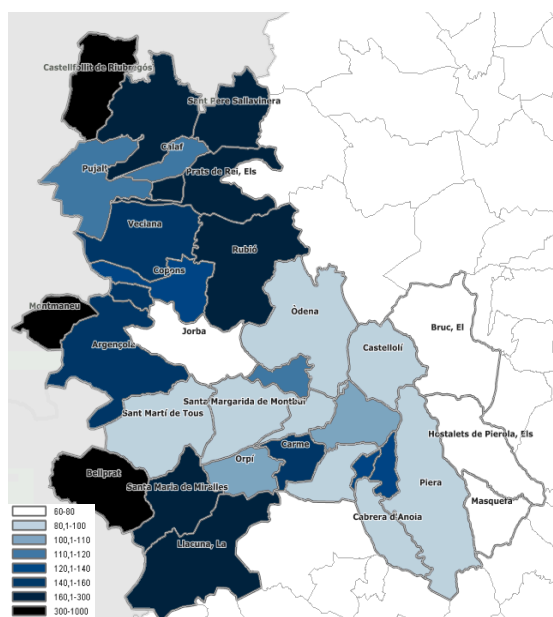 Castellfollit de Riubregós
Sant Pere Sallavinera
Calaf
Pujalt
Prats de Rei, Els
Veciana
Rubió
Copons
Montmaneu
Òdena
Jorba
Bruc, El
Argençola
Castellolí
Santa Margarida de Montbui
Sant Martí de Tous
Hostalets de Pierola, Els
Carme
Orpí
Bellprat
Santa Maria de Miralles
Piera
Masquefa
Cabrera d'Anoia
Llacuna, La
60-80
80,1-100
100,1-110
110,1-120
120,1-140
140,1-160
160,1-300
300-1000